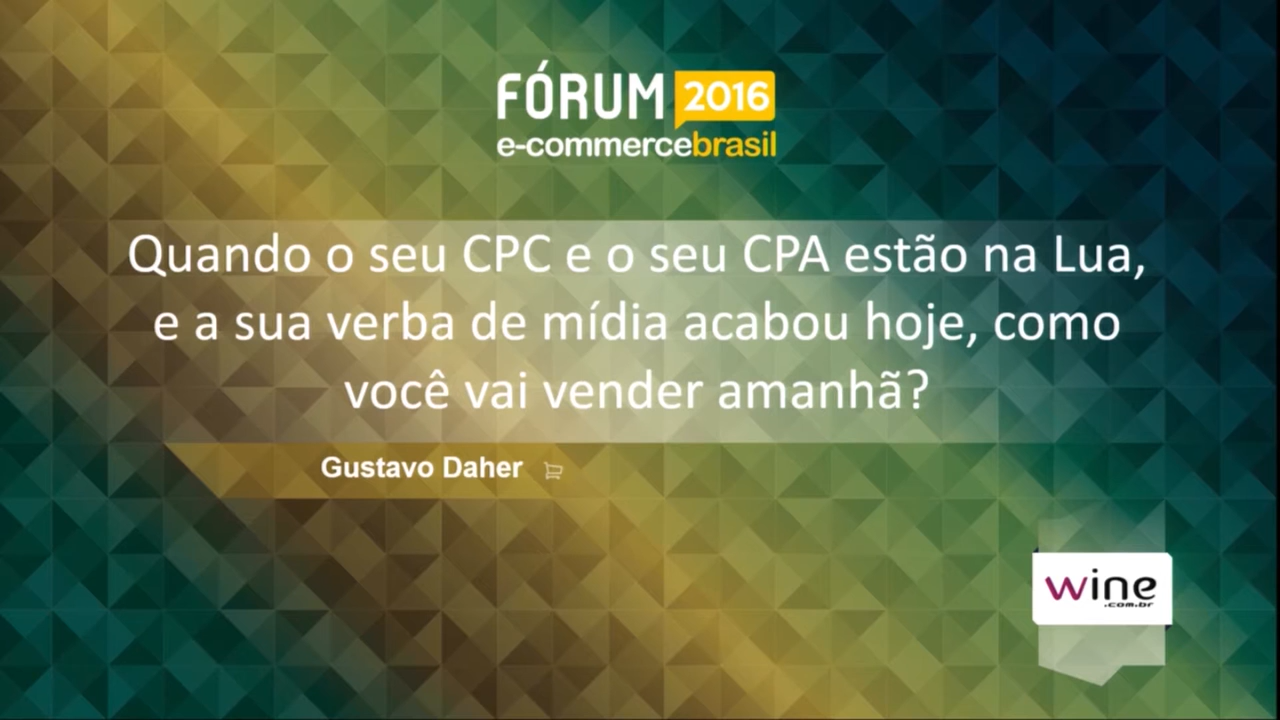 FÓRUM 2016
e-commercebrasil
Quando o seu CPC e o seu CPA estão na Lua,
e a sua verba de mídia acabou hoje, como
você vai vender amanhã?
Gustavo Daher
wine
.com.br